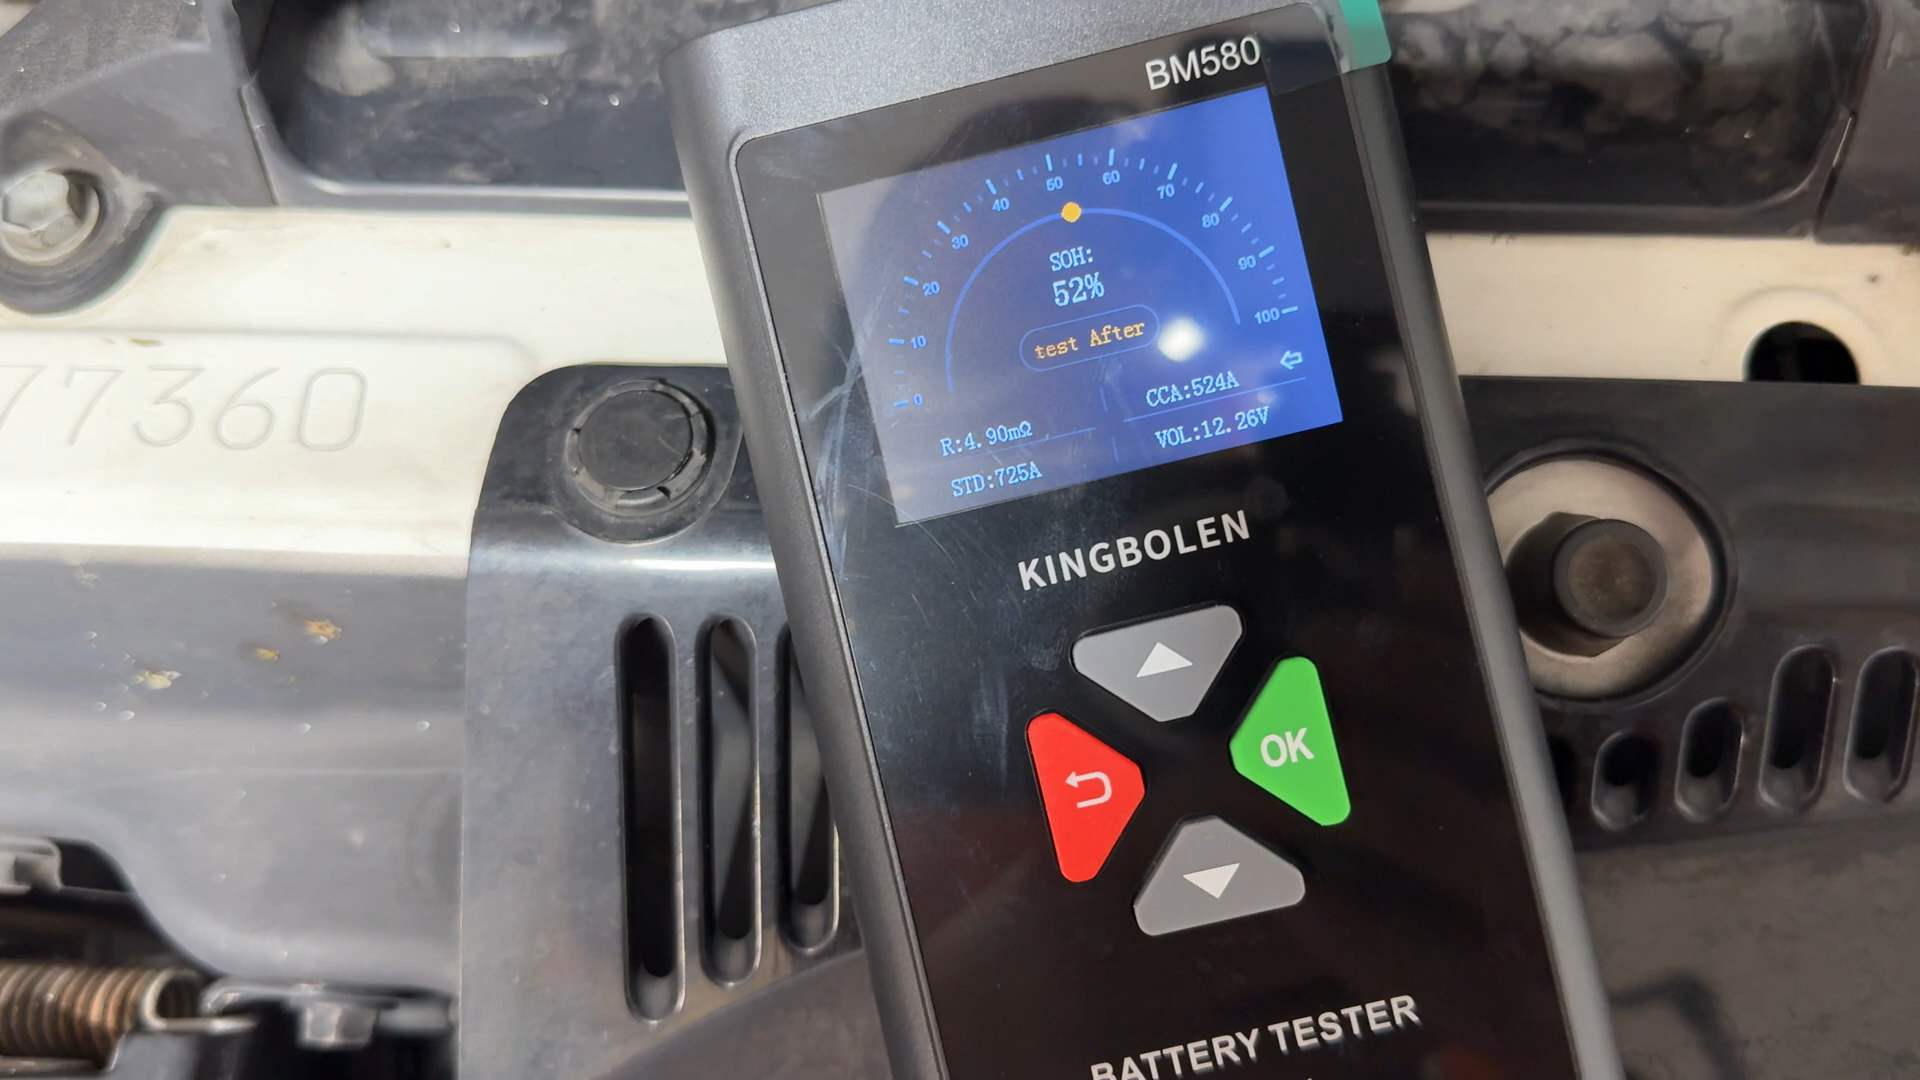 BM580
0
10
20
30
40
50
60
70
80
90
100
SOH:
52%
test After
R:4.90mΩ
CCA:524A
STD:725A
VOL:12.26V
KINGBOLEN
OK
BATTERY TESTER
77360